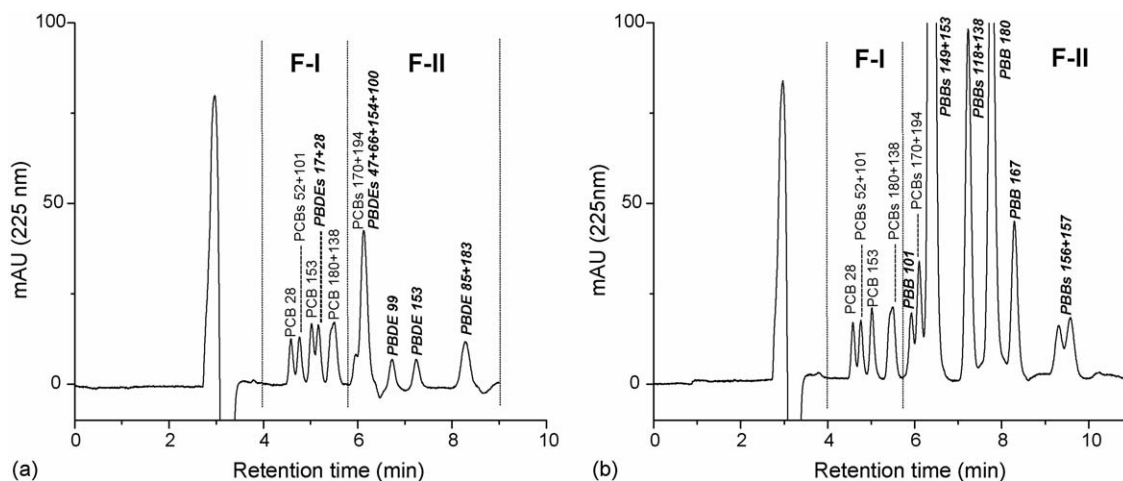 100
50
0
mAU (225 nm)
F-I
F-II
PCB 28
PCBs 52+101
PCB 153
PBDEs 17+28
PCB 180+138
PCBs 170+194
PBDEs 47+66+154+100
PBDE 99
PBDE 153
PBDE 85+183
0 2 4 6 8 10
(a) Retention time (min)
100
50
0
mAU (225nm)
F-I
F-II
PCB 28
PCBs 52+101
PCB 153
PCBs 180+138
PBB 101
PCBs 170+194
PBBs 149+153
PBBs 118+138
PBB 180
PBB 167
PBBs 156+157
0 2 4 6 8 10
(b) Retention time (min)